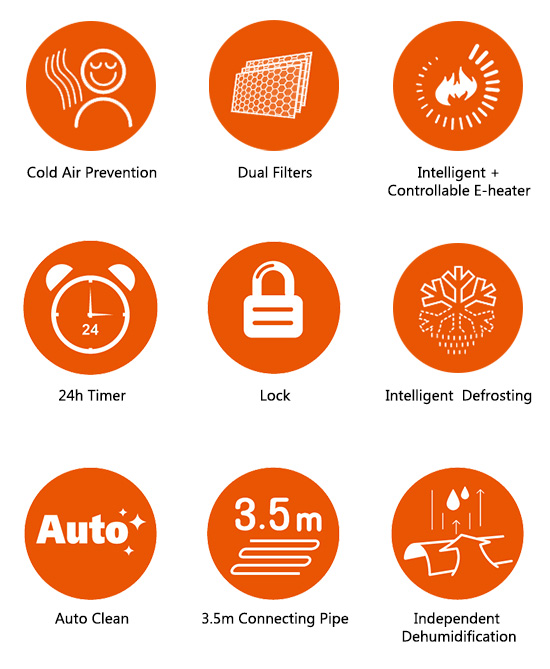 Cold Air Prevention
Dual Filters
Intelligent +
Controllable E-heater
24
24h Timer
Lock
Intelligent Defrosting
Auto
Auto Clean
3.5m
3.5m Connecting Pipe
Independent
Dehumidification